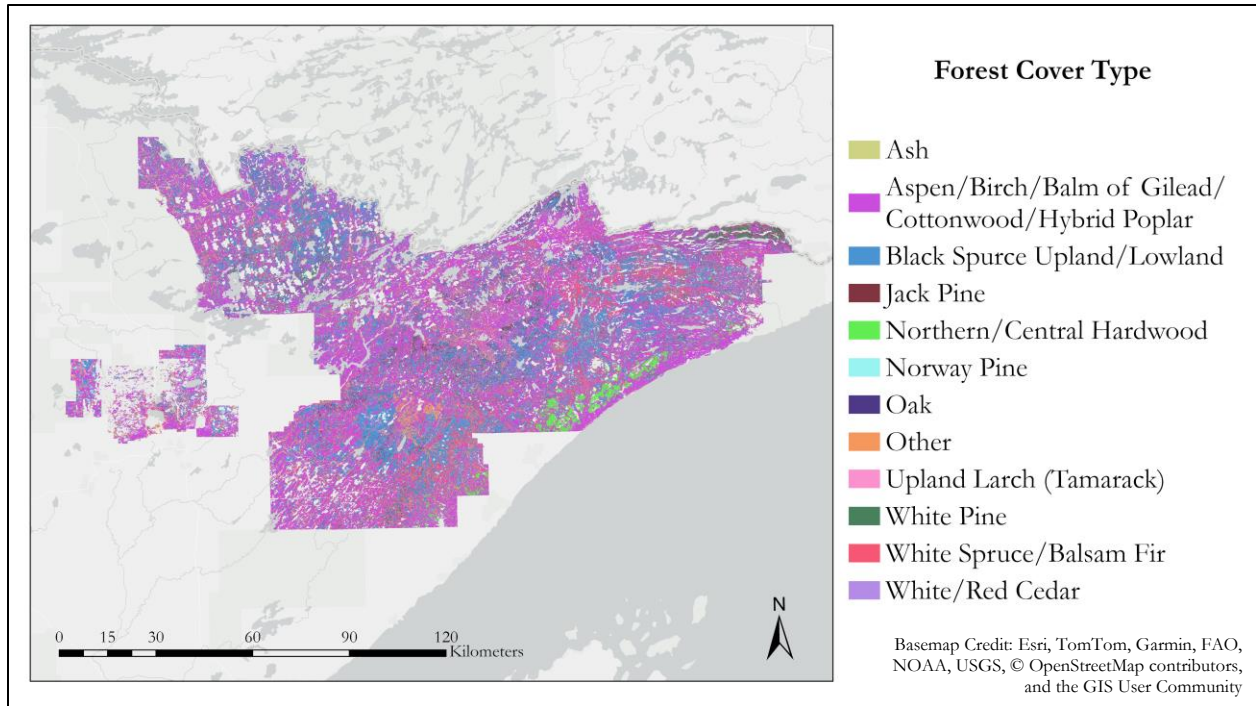 Forest Cover Type
Ash
Aspen/Birch/Balm of Gilead/
Cottonwood/Hybrid Poplar
Black Spurce Upland/Lowland
Jack Pine
Northern/Central Hardwood
Norway Pine
Oak
Other
Upland Larch (Tamarack)
White Pine
White Spruce/Balsam Fir
White/Red Cedar
N
0 15 30 60 90 120
Kilometers
Basemap Credit: Esri, TomTom, Garmin, FAO,
NOAA, USGS, © OpenStreetMap contributors,
and the GIS User Community